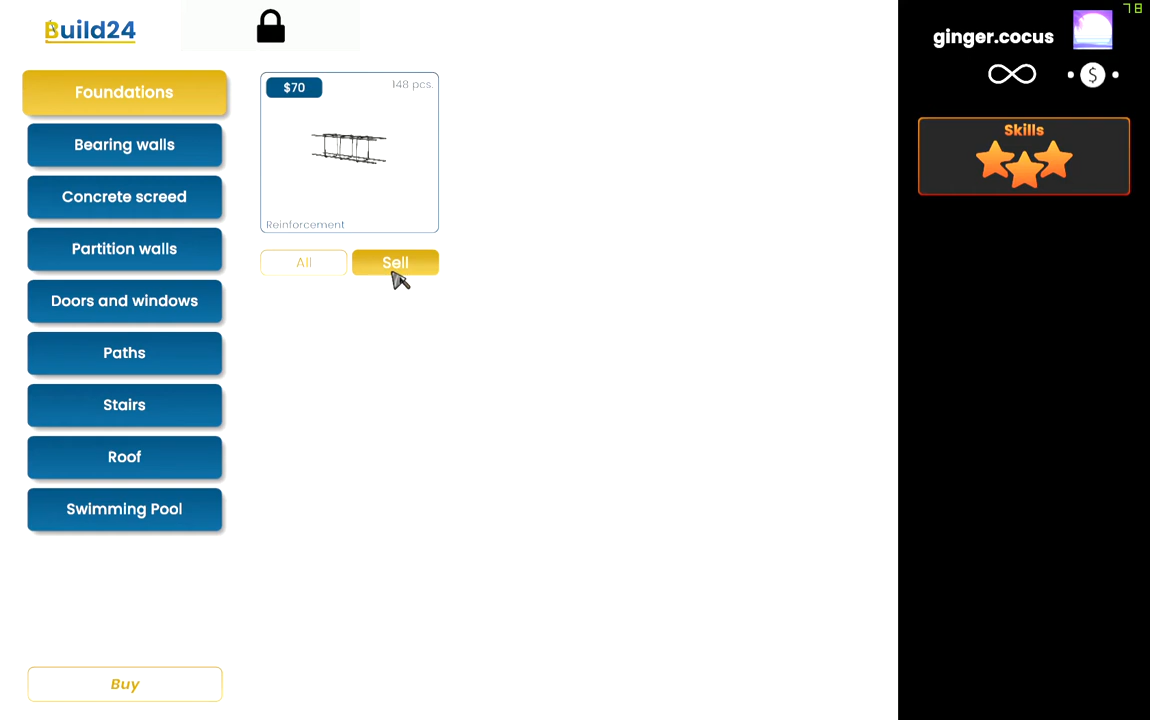 Build24
Foundations
Bearing walls
Concrete screed
Partition walls
Doors and windows
Paths
Stairs
Roof
Swimming Pool
Buy
$70
148 pcs.
Reinforcement
All
Sell
78
ginger.cocus
$
Skills